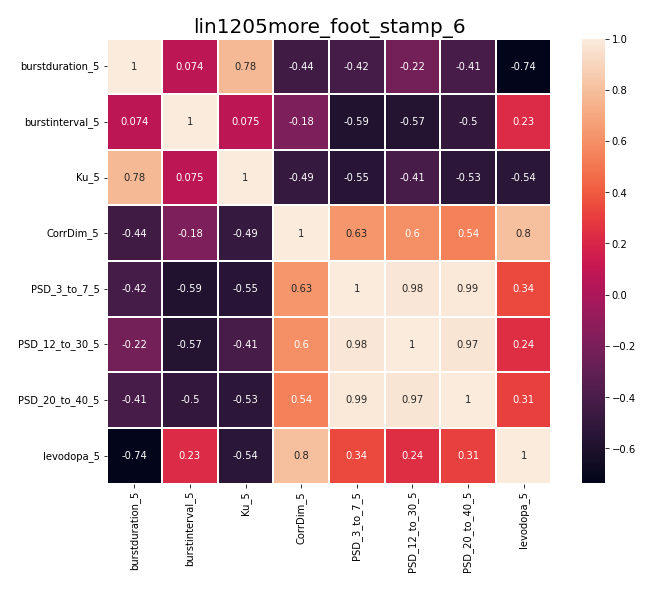 lin1205more_foot_stamp_6
burstduration_5 1 0.074 0.78 -0.44 -0.42 -0.22 -0.41 -0.74
burstinterval_5 0.074 1 0.075 -0.18 -0.59 -0.57 -0.5 0.23
Ku_5 0.78 0.075 1 -0.49 -0.55 -0.41 -0.53 -0.54
CorrDim_5 -0.44 -0.18 -0.49 1 0.63 0.6 0.54 0.8
PSD_3_to_7_5 -0.42 -0.59 -0.55 0.63 1 0.98 0.99 0.34
PSD_12_to_30_5 -0.22 -0.57 -0.41 0.6 0.98 1 0.97 0.24
PSD_20_to_40_5 -0.41 -0.5 -0.53 0.54 0.99 0.97 1 0.31
levodopa_5 -0.74 0.23 -0.54 0.8 0.34 0.24 0.31 1
burstduration_5
burstinterval_5
Ku_5
CorrDim_5
PSD_3_to_7_5
PSD_12_to_30_5
PSD_20_to_40_5
levodopa_5
1.0
0.8
0.6
0.4
0.2
0.0
−0.2
−0.4
−0.6